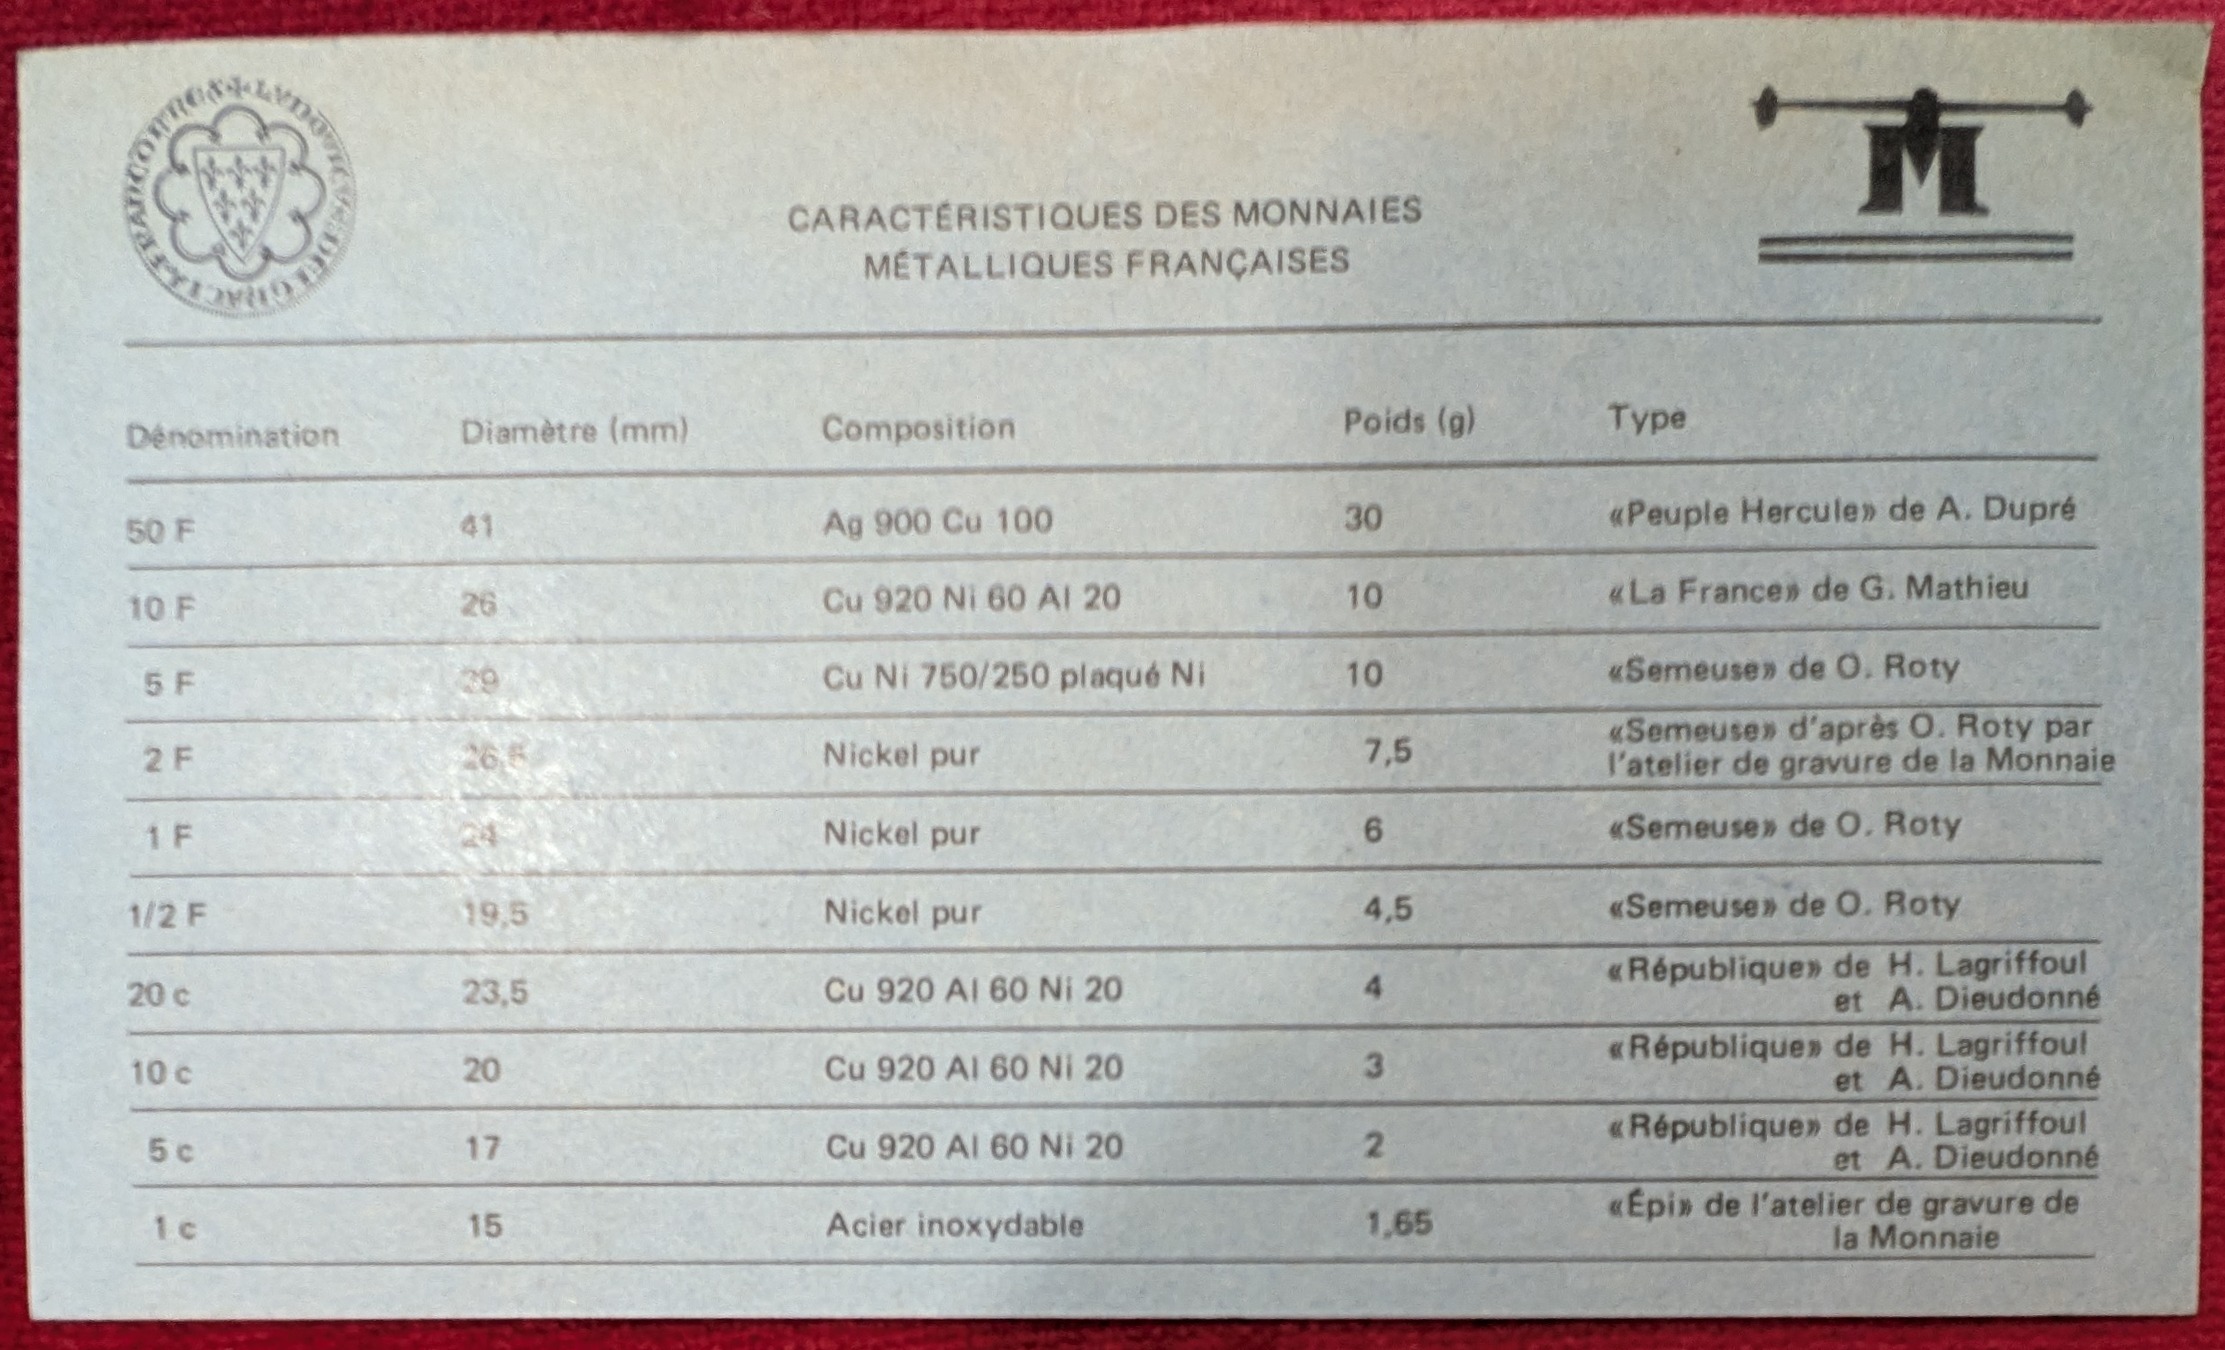 CARACTÉRISTIQUES DES MONNAIES
MÉTALLIQUES FRANÇAISES
M
Dénomination Diamètre (mm) Composition Poids (g) Type
50 F 41 Ag 900 Cu 100 30 «Peuple Hercule» de A. Dupré
10 F 26 Cu 920 Ni 60 Al 20 10 «La France» de G. Mathieu
5 F 29 Cu Ni 750/250 plaqué Ni 10 «Semeuse» de O. Roty
2 F 26,5 Nickel pur 7,5 «Semeuse» d'après O. Roty par
l'atelier de gravure de la Monnaie
1 F 24 Nickel pur 6 «Semeuse» de O. Roty
1/2 F 19,5 Nickel pur 4,5 «Semeuse» de O. Roty
20 c 23,5 Cu 920 Al 60 Ni 20 4 «République» de H. Lagriffoul
et A. Dieudonné
10 c 20 Cu 920 Al 60 Ni 20 3 «République» de H. Lagriffoul
et A. Dieudonné
5 c 17 Cu 920 Al 60 Ni 20 2 «République» de H. Lagriffoul
et A. Dieudonné
1 c 15 Acier inoxydable 1,65 «Épi» de l'atelier de gravure de
la Monnaie